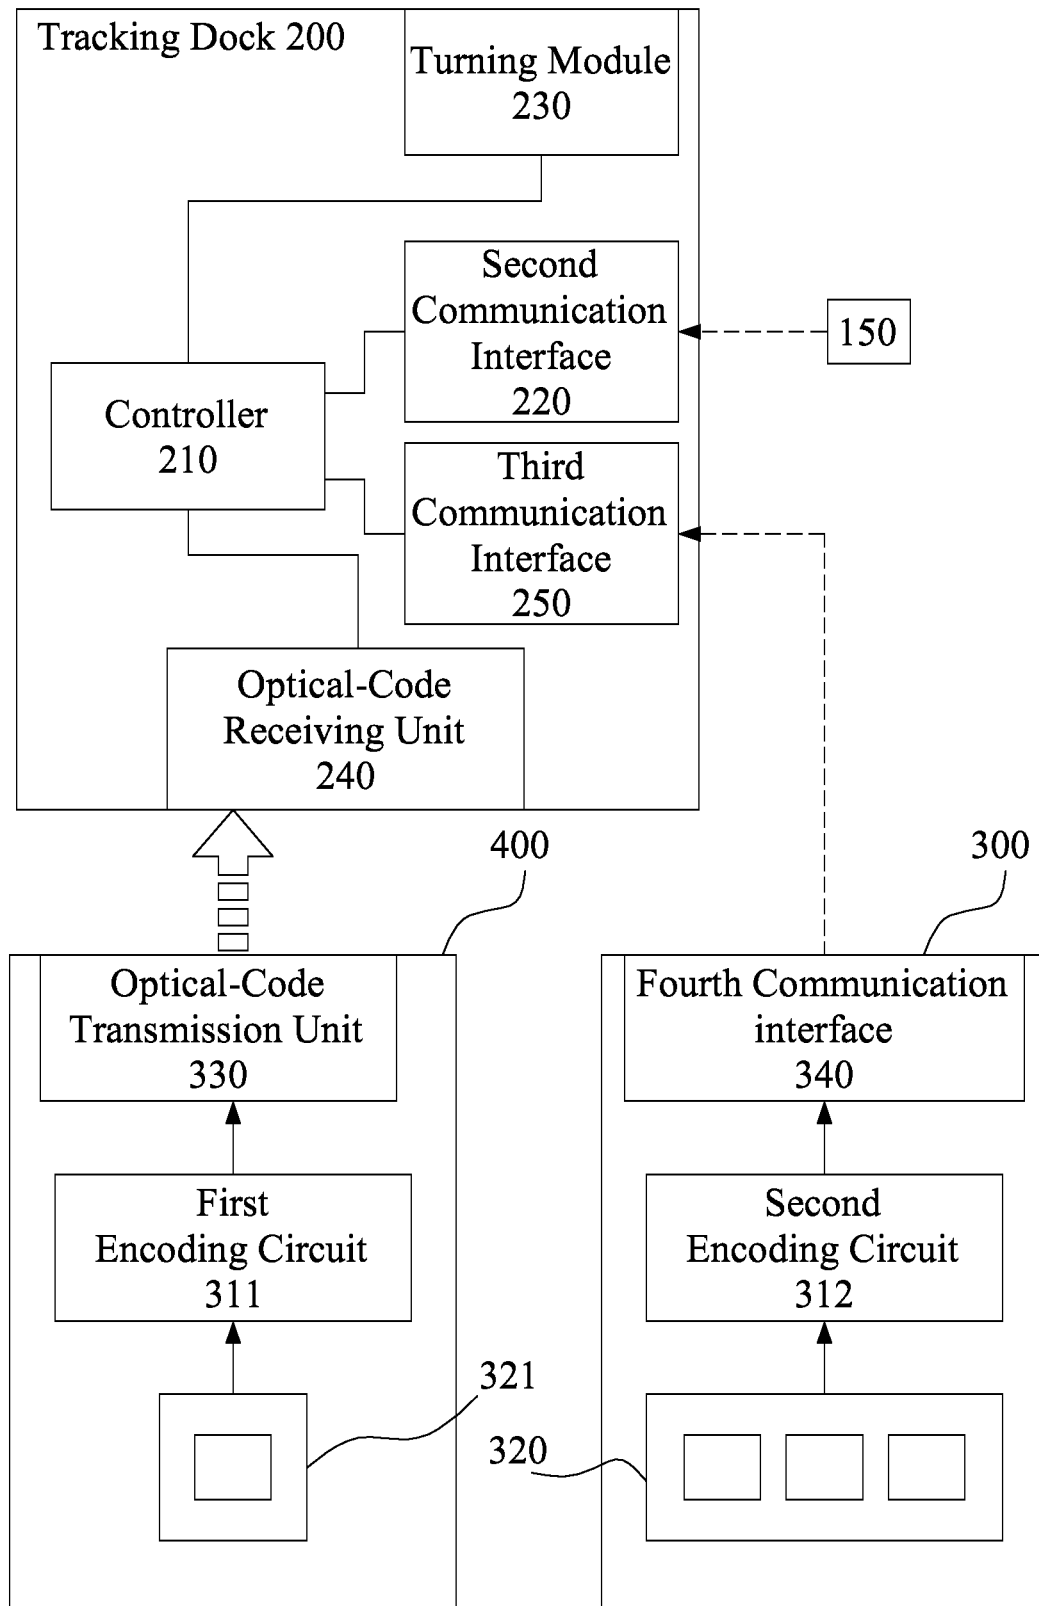 Tracking Dock 200
Turning Module
230
Second
Communication
Interface
220
150
Controller
210
Third
Communication
Interface
250
Optical-Code
Receiving Unit
240
400
300
Optical-Code
Transmission Unit
330
Fourth Communication
interface
340
First
Encoding Circuit
311
Second
Encoding Circuit
312
321
320